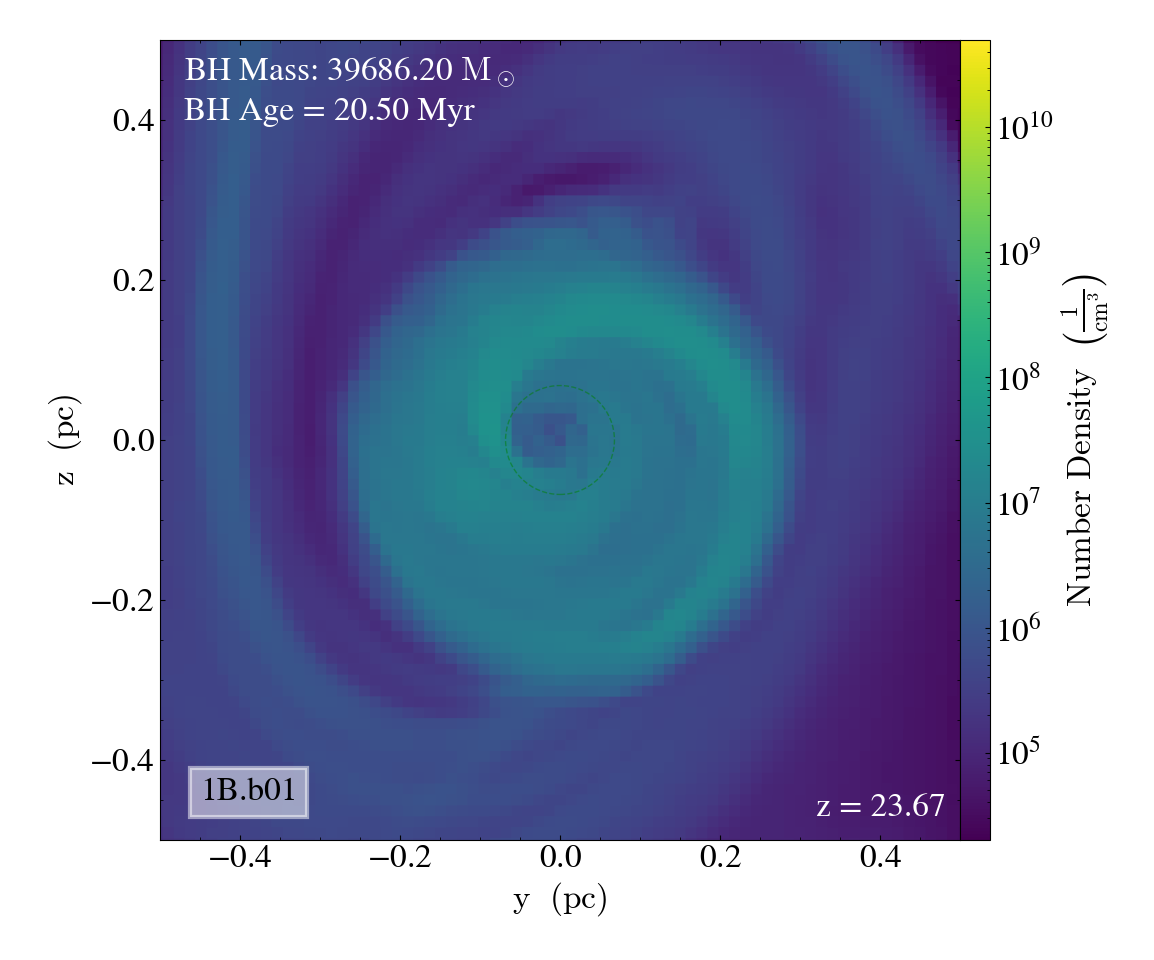 BH Mass: 39686.20 M⊙
BH Age = 20.50 Myr
1B.b01
z = 23.67
0.4
0.2
0.0
−0.2
−0.4
z (pc)
−0.4
−0.2
0.0
0.2
0.4
y (pc)
10¹⁰
10⁹
10⁸
10⁷
10⁶
10⁵
Number Density (1/cm³)